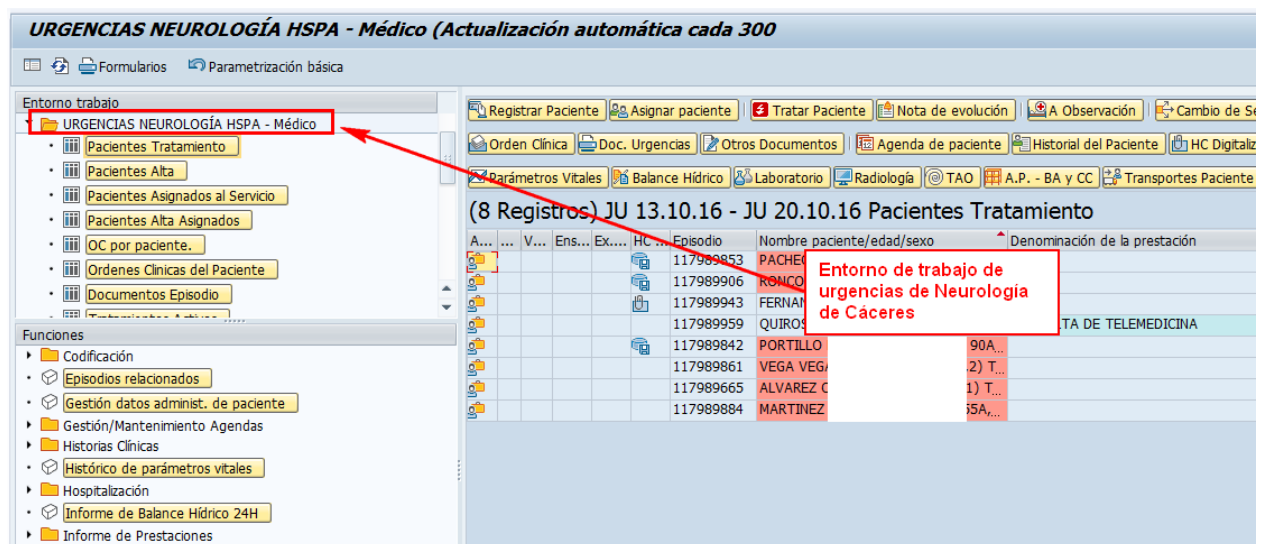 URGENCIAS NEUROLOGÍA HSPA - Médico (Actualización automática cada 300
Formularios Parametrización básica
Entorno trabajo
URGENCIAS NEUROLOGÍA HSPA - Médico
Pacientes Tratamiento
Pacientes Alta
Pacientes Asignados al Servicio
Pacientes Alta Asignados
OC por paciente.
Ordenes Clinicas del Paciente
Documentos Episodio
Tratamientos Activos
Funciones
Codificación
Episodios relacionados
Gestión datos administ. de paciente
Gestión/Mantenimiento Agendas
Historias Clínicas
Histórico de parámetros vitales
Hospitalización
Informe de Balance Hídrico 24H
Informe de Prestaciones
Registrar Paciente Asignar paciente Tratar Paciente Nota de evolución A Observación Cambio de Se
Orden Clínica Doc. Urgencias Otros Documentos Agenda de paciente Historial del Paciente HC Digitaliz
Parámetros Vitales Balance Hídrico Laboratorio Radiología TAO A.P. - BA y CC Transportes Paciente
(8 Registros) JU 13.10.16 - JU 20.10.16 Pacientes Tratamiento
A... ... V... Ens... Ex.... HC ... Episodio Nombre paciente/edad/sexo Denominación de la prestación
117989853 PACHEC
117989906 RONCO
117989943 FERNAN
117989959 QUIROS TA DE TELEMEDICINA
117989842 PORTILLO 90A...
117989861 VEGA VEGA .2) T...
117989665 ALVAREZ C 1) T...
117989884 MARTINEZ 55A,...
Entorno de trabajo de
urgencias de Neurología
de Cáceres